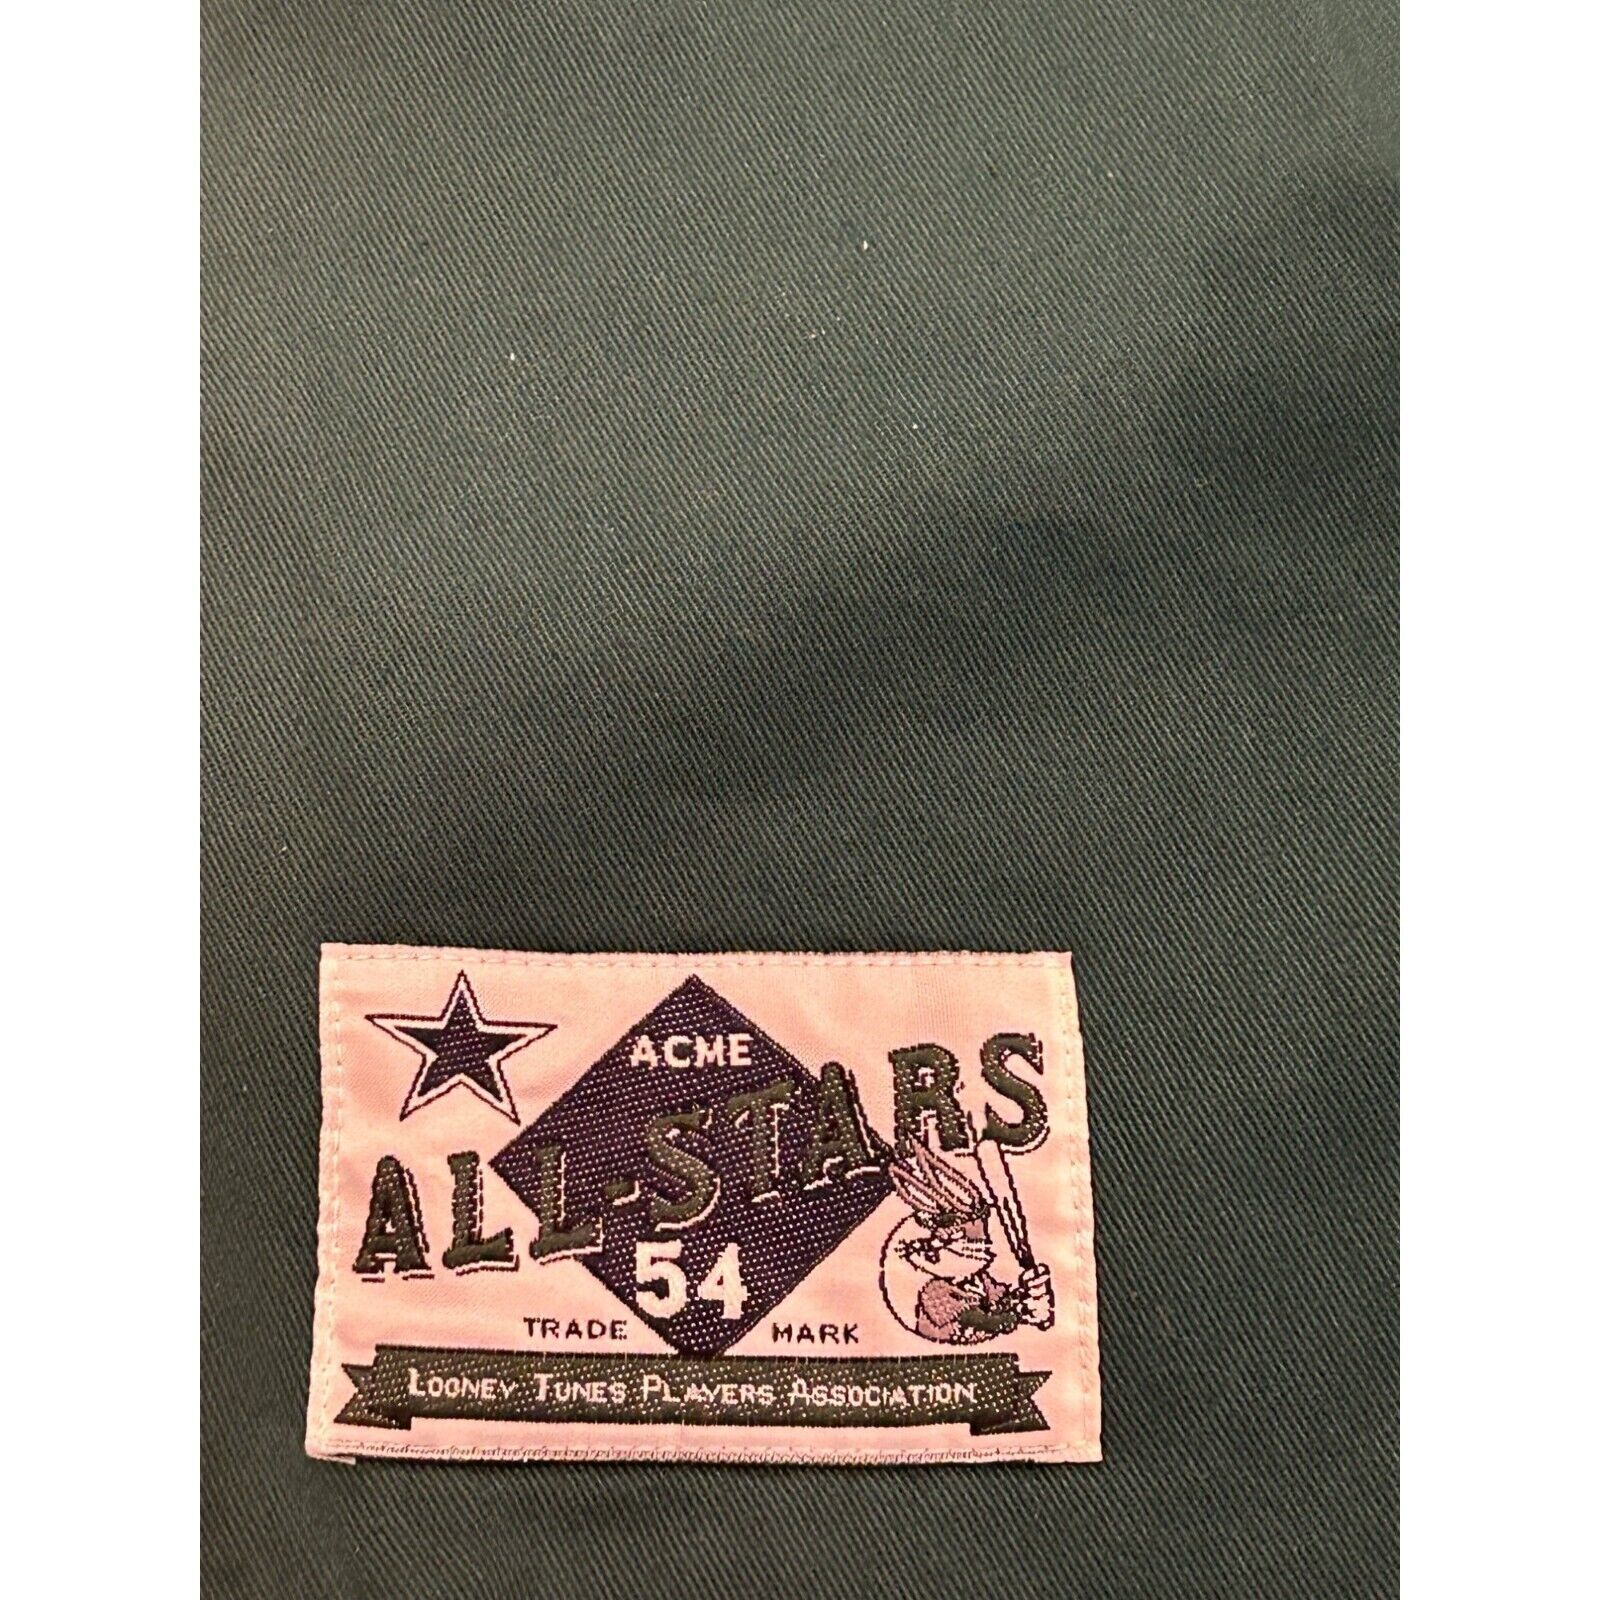 ACME
ALL-STARS
54
TRADE MARK
LOONEY TUNES PLAYERS ASSOCIATION